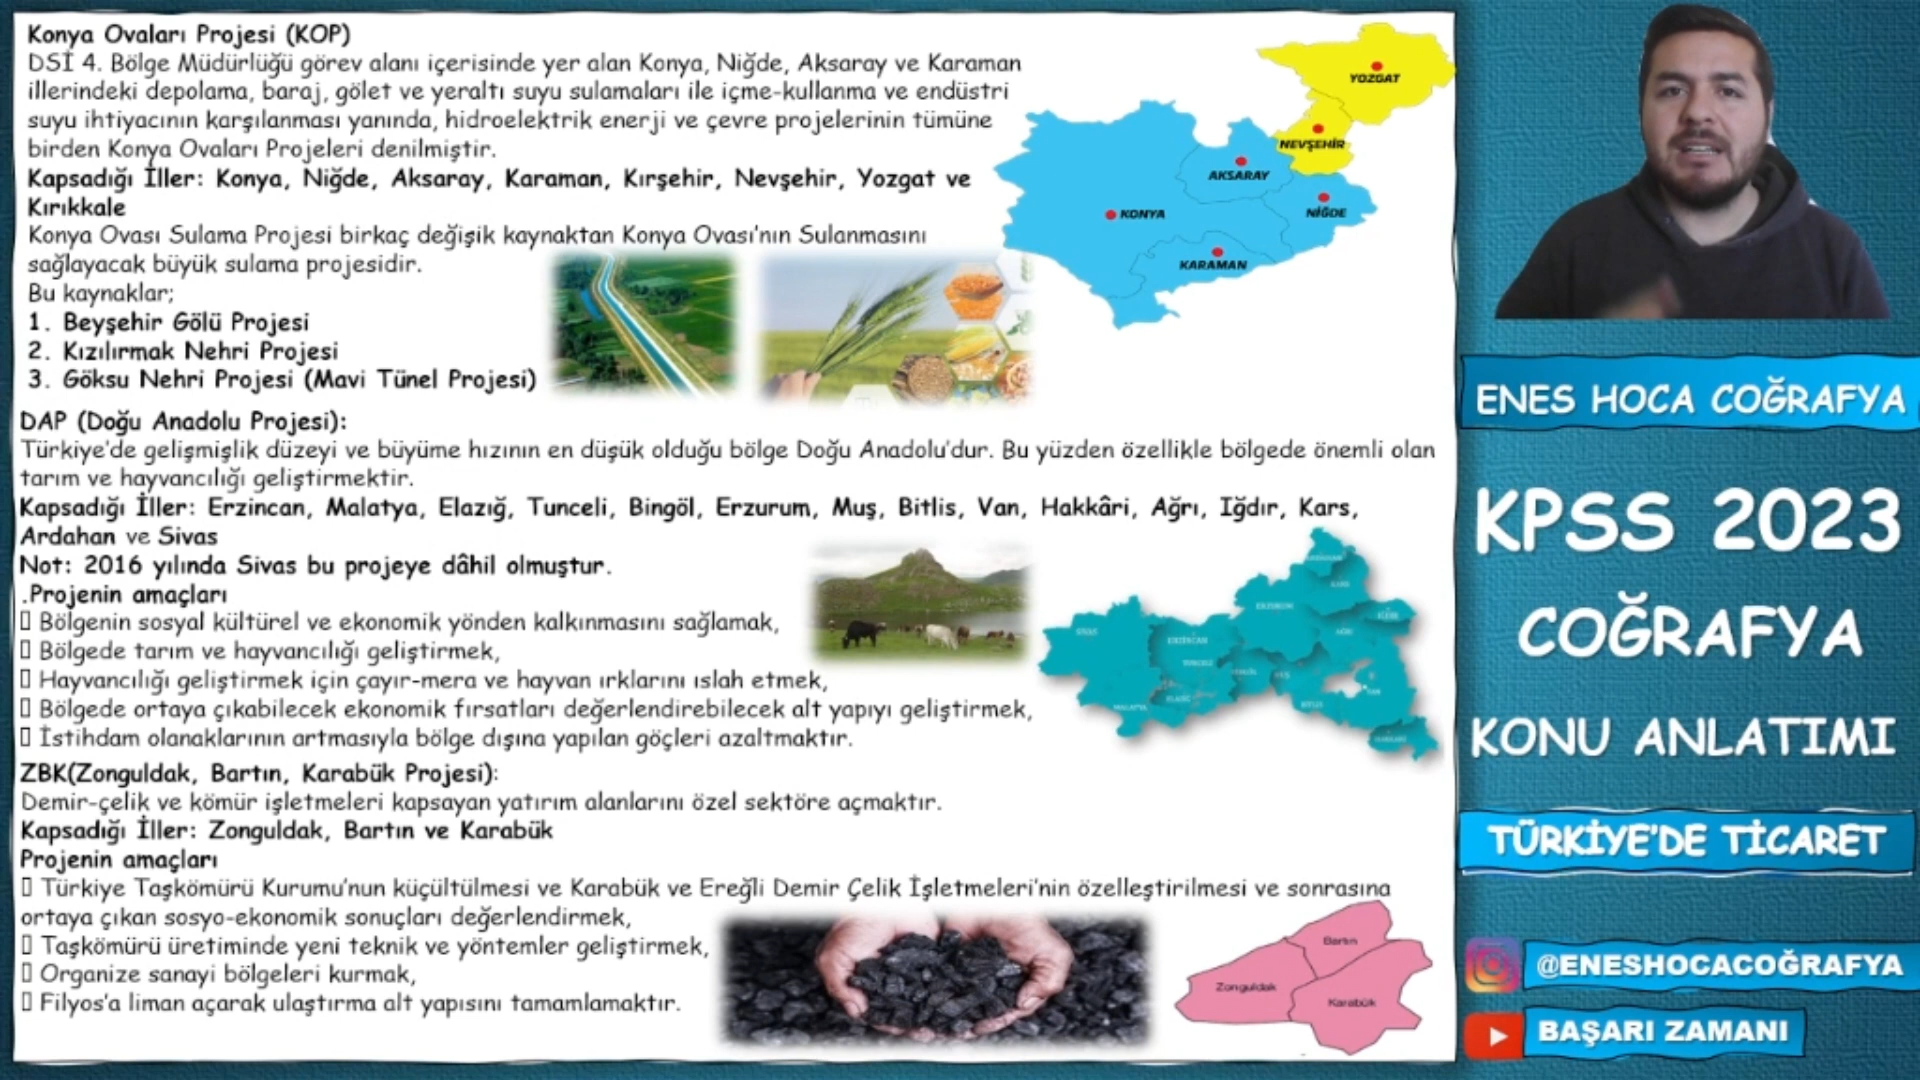 Konya Ovaları Projesi (KOP)
DSİ 4. Bölge Müdürlüğü görev alanı içerisinde yer alan Konya, Niğde, Aksaray ve Karaman
illerindeki depolama, baraj, gölet ve yeraltı suyu sulamaları ile içme-kullanma ve endüstri
suyu ihtiyacının karşılanması yanında, hidroelektrik enerji ve çevre projelerinin tümüne
birden Konya Ovaları Projeleri denilmiştir.
Kapsadığı İller: Konya, Niğde, Aksaray, Karaman, Kırşehir, Nevşehir, Yozgat ve
Kırıkkale
Konya Ovası Sulama Projesi birkaç değişik kaynaktan Konya Ovası'nın Sulanmasını
sağlayacak büyük sulama projesidir.
Bu kaynaklar;
1. Beyşehir Gölü Projesi
2. Kızılırmak Nehri Projesi
3. Göksu Nehri Projesi (Mavi Tünel Projesi)
YOZGAT
NEVŞEHİR
AKSARAY
NİĞDE
KONYA
KARAMAN
DAP (Doğu Anadolu Projesi):
Türkiye'de gelişmişlik düzeyi ve büyüme hızının en düşük olduğu bölge Doğu Anadolu'dur. Bu yüzden özellikle bölgede önemli olan
tarım ve hayvancılığı geliştirmektir.
Kapsadığı İller: Erzincan, Malatya, Elazığ, Tunceli, Bingöl, Erzurum, Muş, Bitlis, Van, Hakkâri, Ağrı, Iğdır, Kars,
Ardahan ve Sivas
Not: 2016 yılında Sivas bu projeye dâhil olmuştur.
.Projenin amaçları
Bölgenin sosyal kültürel ve ekonomik yönden kalkınmasını sağlamak,
Bölgede tarım ve hayvancılığı geliştirmek,
Hayvancılığı geliştirmek için çayır-mera ve hayvan ırklarını ıslah etmek,
Bölgede ortaya çıkabilecek ekonomik fırsatları değerlendirebilecek alt yapıyı geliştirmek,
İstihdam olanaklarının artmasıyla bölge dışına yapılan göçleri azaltmaktır.
SİVAS
ERZİNCAN
ERZURUM
TUNCELİ
MALATYA
VAN
ZBK(Zonguldak, Bartın, Karabük Projesi):
Demir-çelik ve kömür işletmeleri kapsayan yatırım alanlarını özel sektöre açmaktır.
Kapsadığı İller: Zonguldak, Bartın ve Karabük
Projenin amaçları
Türkiye Taşkömürü Kurumu'nun küçültülmesi ve Karabük ve Ereğli Demir Çelik İşletmeleri'nin özelleştirilmesi ve sonrasına
ortaya çıkan sosyo-ekonomik sonuçları değerlendirmek,
Taşkömürü üretiminde yeni teknik ve yöntemler geliştirmek,
Organize sanayi bölgeleri kurmak,
Filyos'a liman açarak ulaştırma alt yapısını tamamlamaktır.
Bartın
Zonguldak
Karabük
ENES HOCA COĞRAFYA
KPSS 2023
COĞRAFYA
KONU ANLATIMI
TÜRKİYE'DE TİCARET
@ENESHOCACOĞRAFYA
BAŞARI ZAMANI